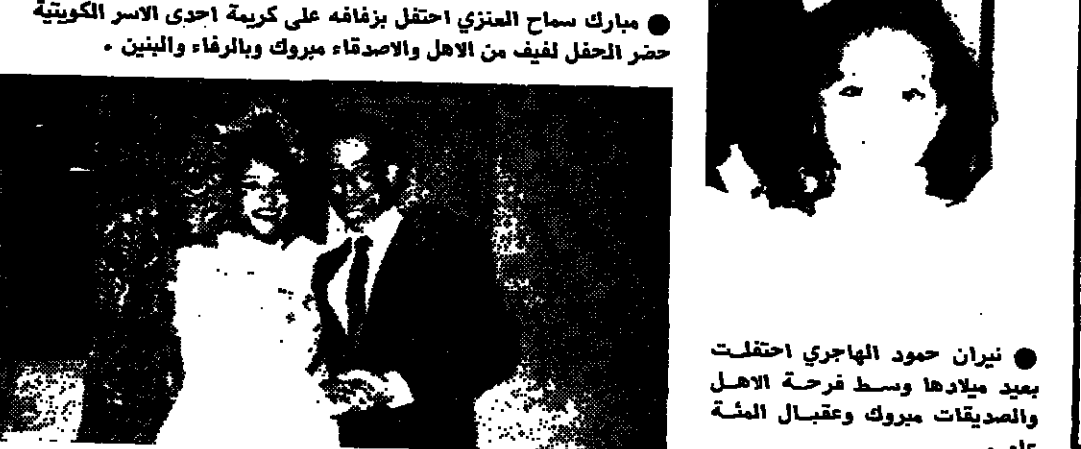 ● مبارك سماح العنزي احتفل بزفافه على كريمة احدى الاسر الكويتية
حضر الحفل لفيف من الاهل والاصدقاء مبروك وبالرفاء والبنين .
● نيران حمود الهاجري احتفلت
بعيد ميلادها وسط فرحة الاهل
والصديقات مبروك وعقبال المئة